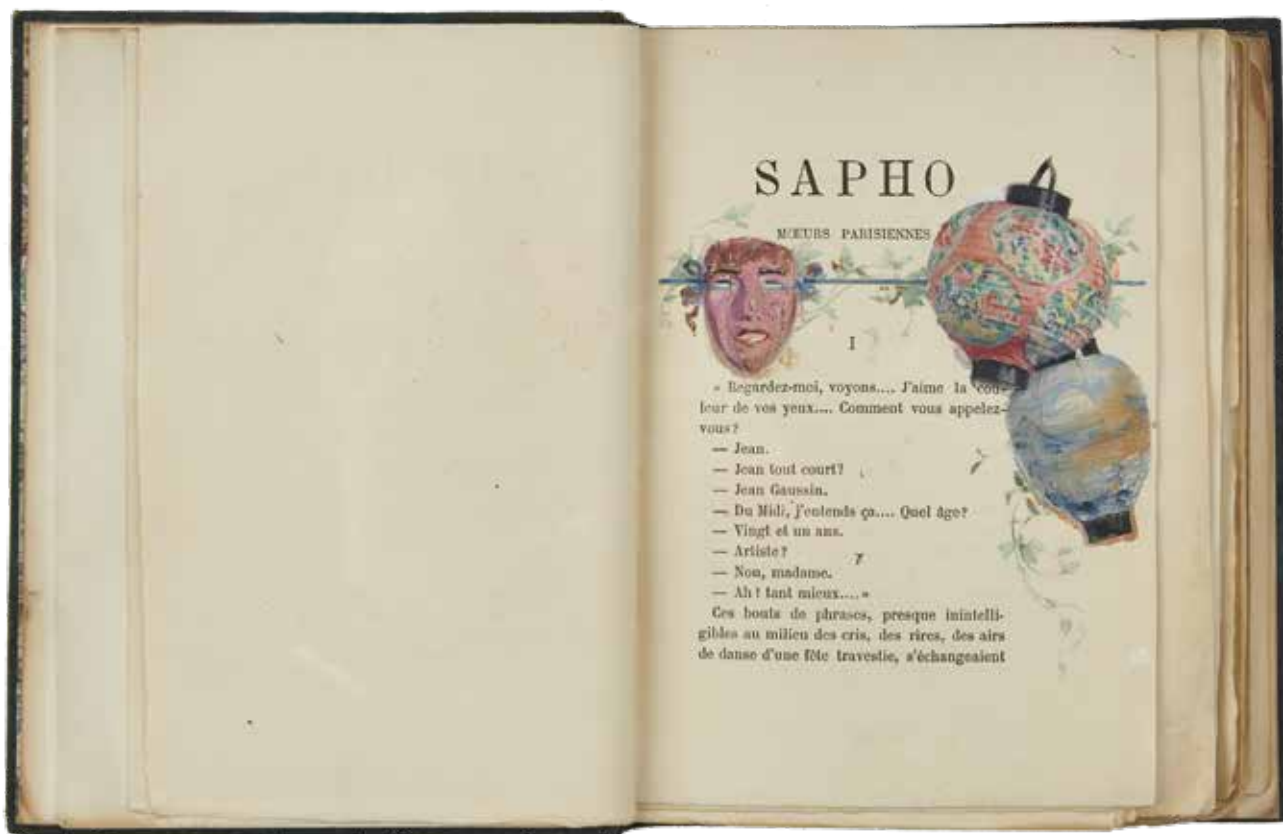 SAPHO
MŒURS PARISIENNES
I
« Regardez-moi, voyons.... J'aime la cou-
leur de vos yeux.... Comment vous appelez-
vous?
— Jean.
— Jean tout court?
— Jean Gaussin.
— Du Midi, j'entends ça.... Quel âge?
— Vingt et un ans.
— Artiste?
— Non, madame.
— Ah! tant mieux.... »
Ces bouts de phrases, presque inintelli-
gibles au milieu des cris, des rires, des airs
de danse d'une fête travestie, s'échangeaient